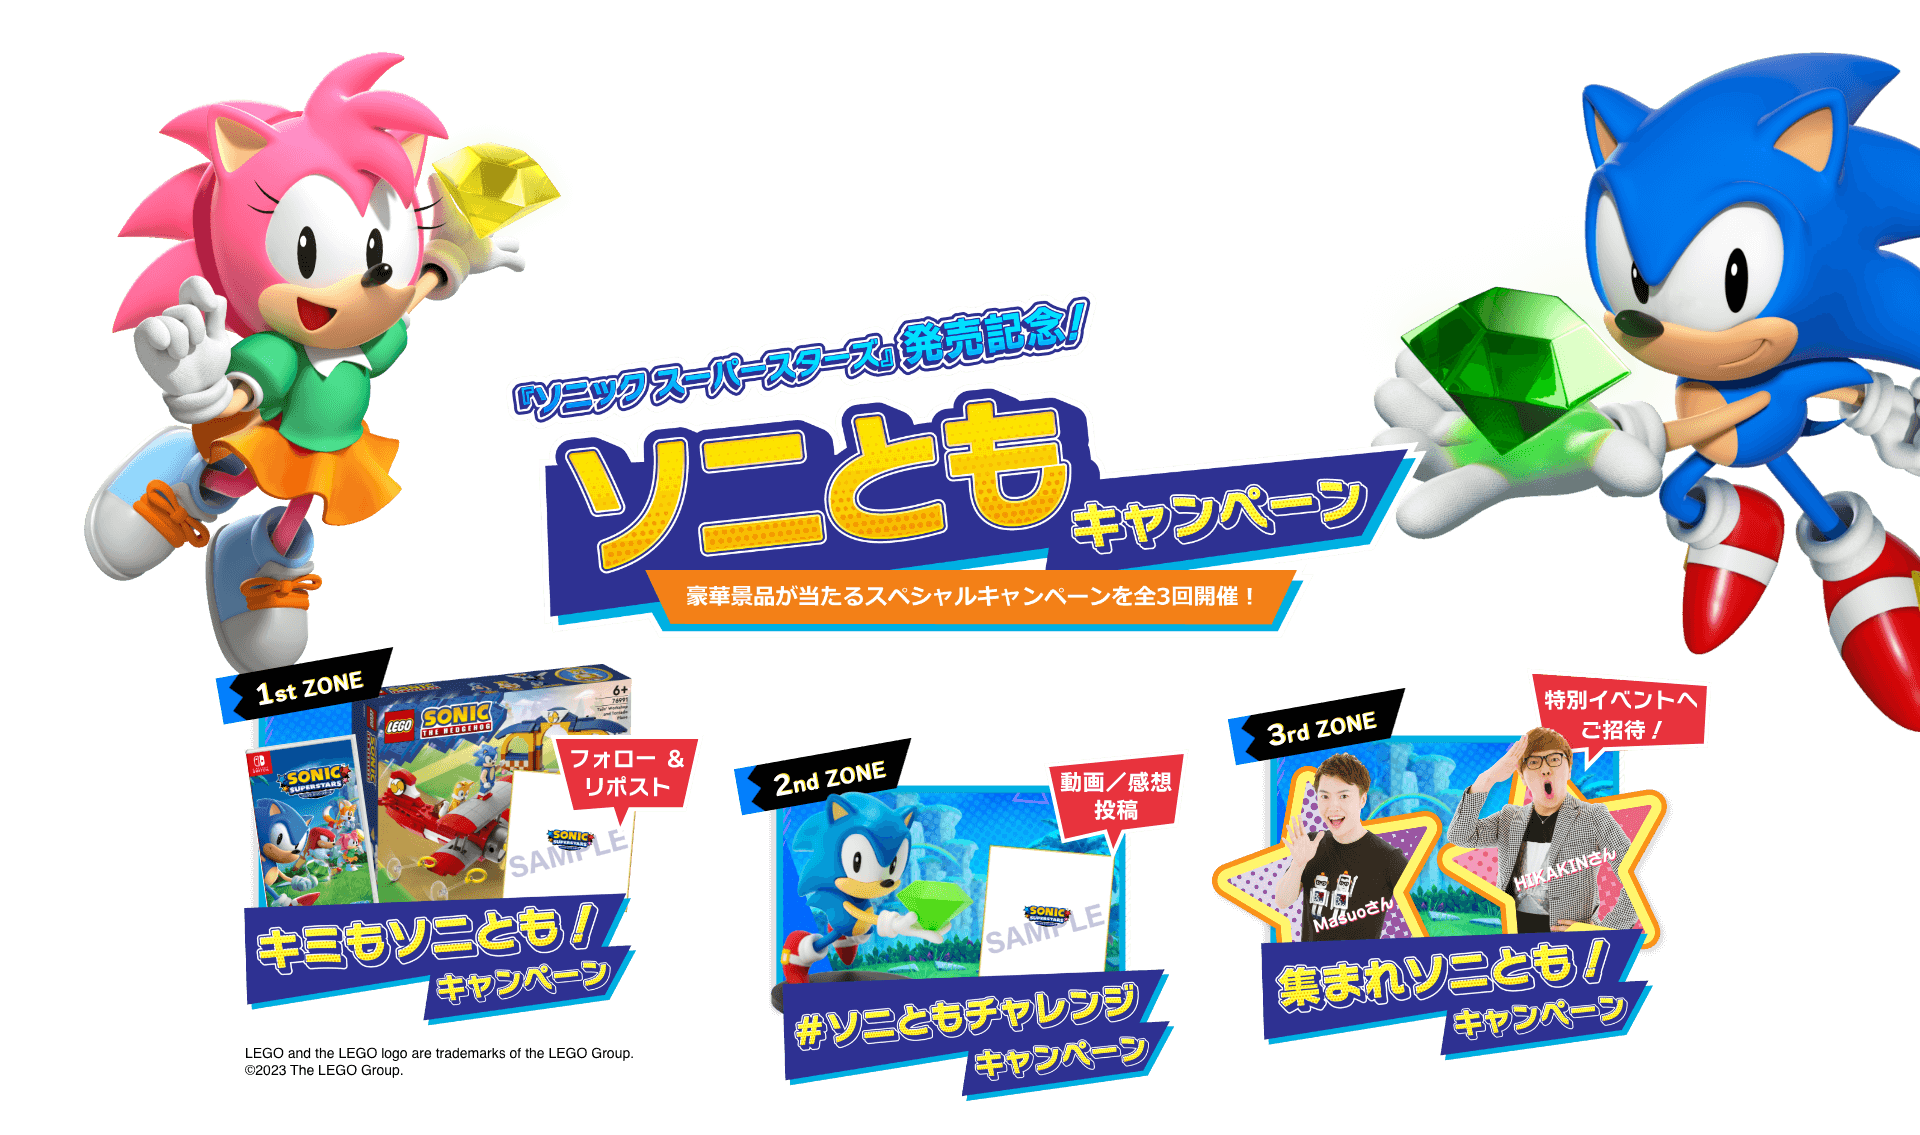 『ソニック スーパースターズ』発売記念！
ソニとも
キャンペーン
豪華景品が当たるスペシャルキャンペーンを全3回開催！
1st ZONE
フォロー &
リポスト
LEGO
SONIC
THE HEDGEHOG
6+
76991
SONIC
SUPERSTARS
SONIC
SUPERSTARS
SAMPLE
キミもソニとも！
キャンペーン
LEGO and the LEGO logo are trademarks of the LEGO Group.
©2023 The LEGO Group.
2nd ZONE
動画／感想
投稿
SONIC
SUPERSTARS
SAMPLE
#ソニともチャレンジ
キャンペーン
3rd ZONE
特別イベントへ
ご招待！
Masuoさん
HIKAKINさん
集まれソニとも！
キャンペーン